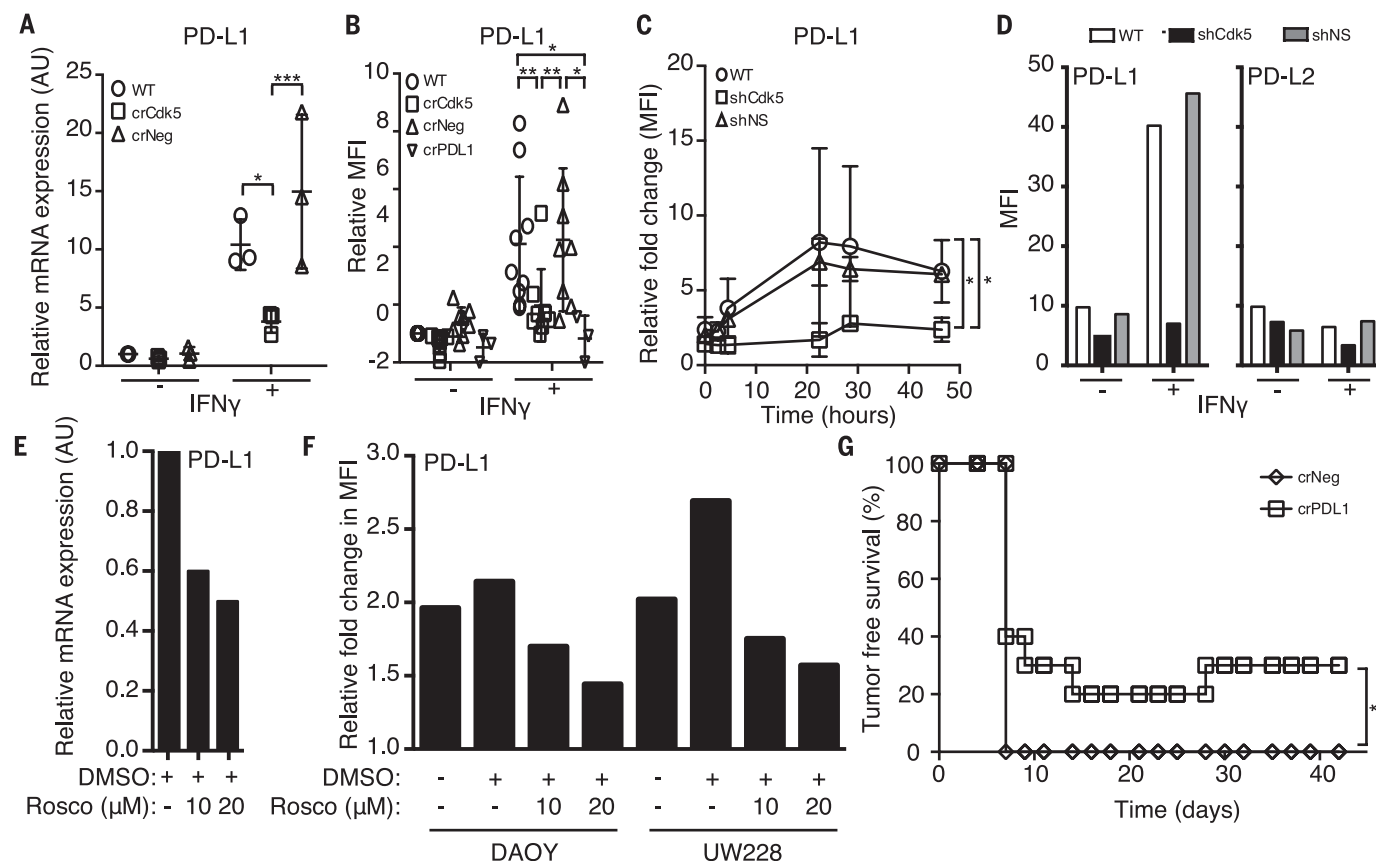 A
PD-L1
Relative mRNA expression (AU)
25
20
15
10
5
0
WT
crCdk5
crNeg
***
*
- +
IFNγ
B
PD-L1
Relative MFI
10
8
6
4
2
0
-2
WT
crCdk5
crNeg
crPDL1
*
** ** *
- +
IFNγ
C
PD-L1
Relative fold change (MFI)
20
15
10
5
0
WT
shCdk5
shNS
* *
0 10 20 30 40 50
Time (hours)
D
WT shCdk5 shNS
PD-L1 PD-L2
MFI
50
40
30
20
10
0
- + - +
IFNγ
E
PD-L1
Relative mRNA expression (AU)
1.0
0.8
0.6
0.4
0.2
0.0
DMSO: + + +
Rosco (µM): - 10 20
F
PD-L1
Relative fold change in MFI
3.0
2.5
2.0
1.5
1.0
DMSO: - + + + - + + +
Rosco (µM): - - 10 20 - - 10 20
DAOY UW228
G
Tumor free survival (%)
100
80
60
40
20
0
crNeg
crPDL1
*
0 10 20 30 40
Time (days)